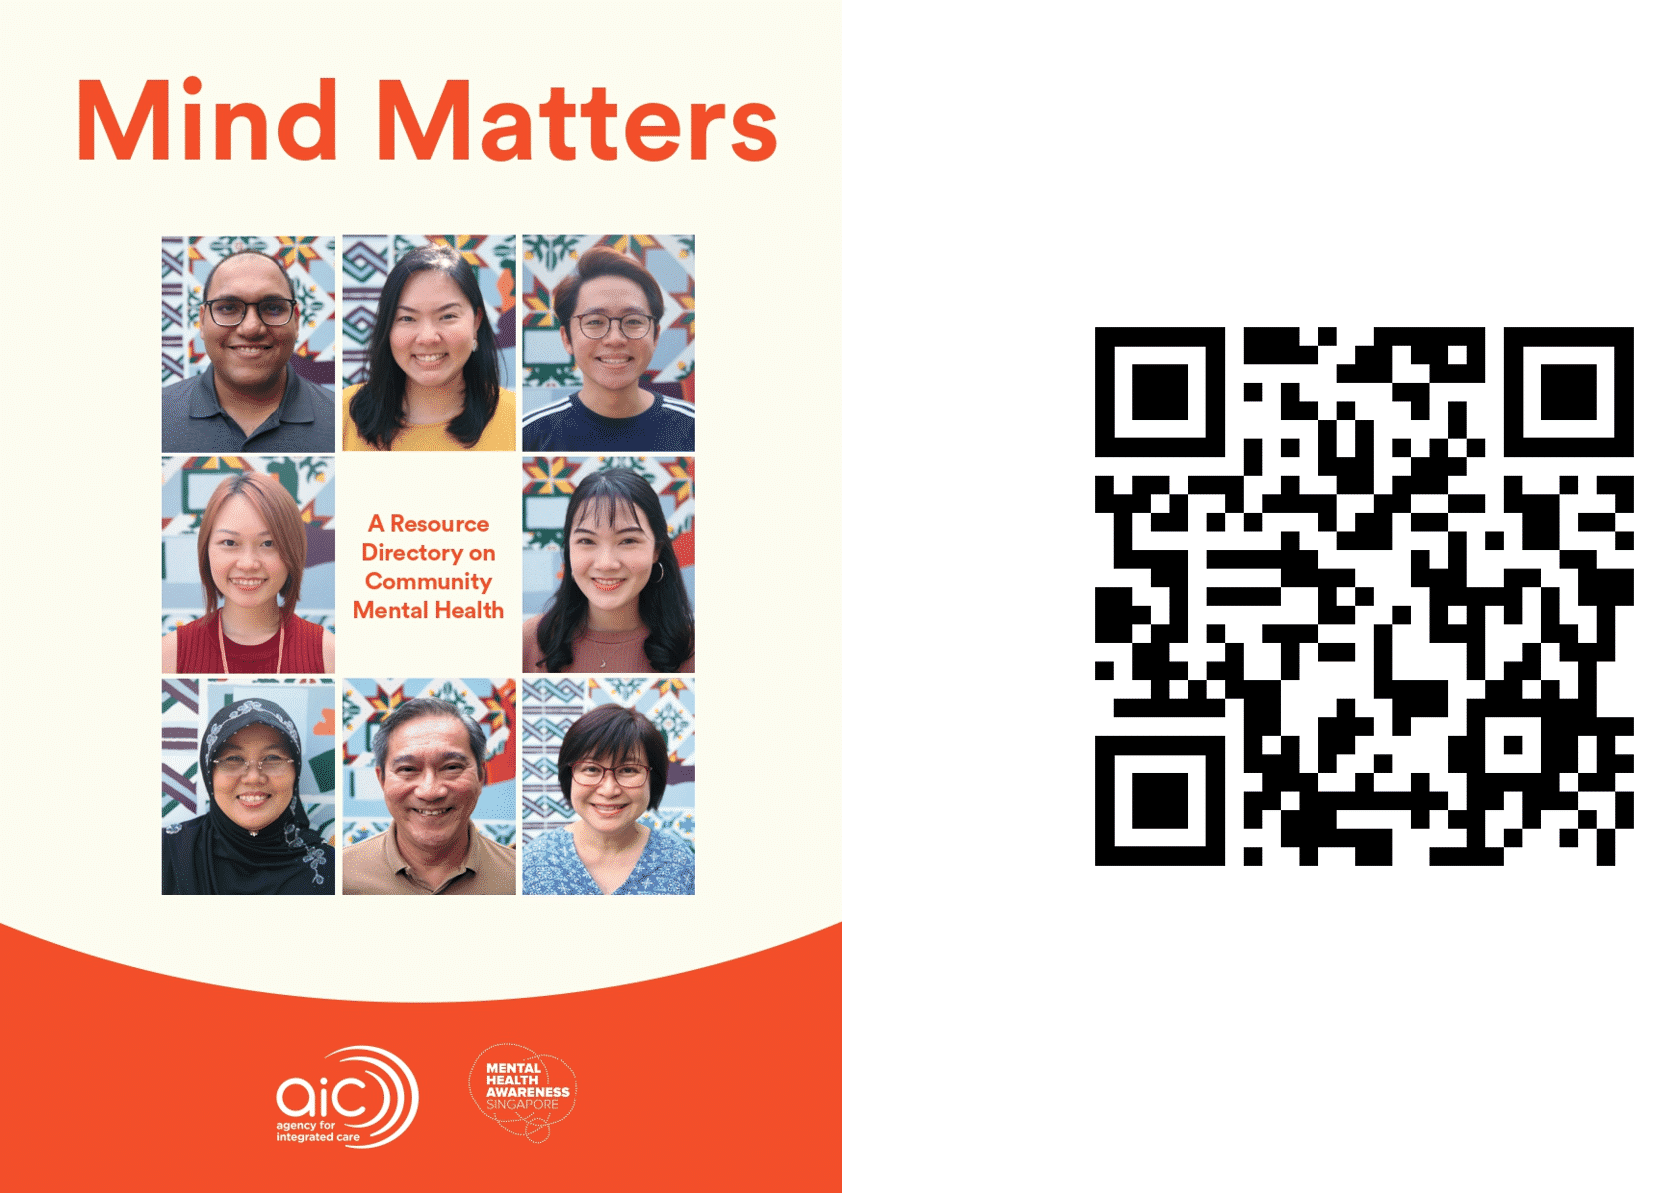 Mind Matters
A Resource
Directory on
Community
Mental Health
aic
agency for
integrated care
MENTAL
HEALTH
AWARENESS
SINGAPORE